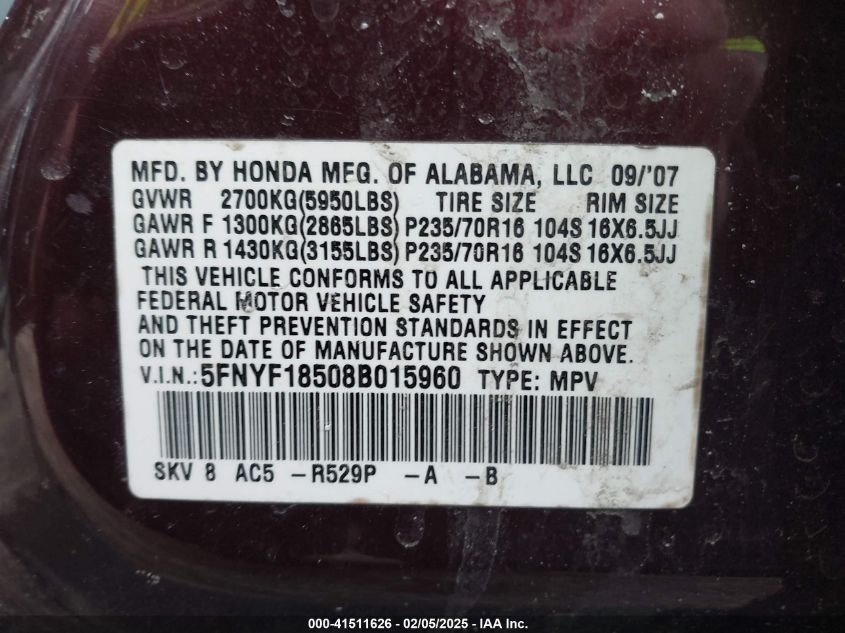 MFD. BY HONDA MFG. OF ALABAMA, LLC 09/'07
GVWR 2700KG(5950LBS) TIRE SIZE RIM SIZE
GAWR F 1300KG(2865LBS) P235/70R16 104S 16X6.5JJ
GAWR R 1430KG(3155LBS) P235/70R16 104S 16X6.5JJ
THIS VEHICLE CONFORMS TO ALL APPLICABLE
FEDERAL MOTOR VEHICLE SAFETY
AND THEFT PREVENTION STANDARDS IN EFFECT
ON THE DATE OF MANUFACTURE SHOWN ABOVE.
V.I.N.:5FNYF18508B015960 TYPE: MPV
SKV 8 AC5 -R529P -A -B
000-41511626 - 02/05/2025 - IAA Inc.